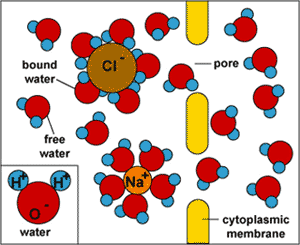 Cl -
bound
water
pore
free
water
Na+
H+ H+
O-
water
cytoplasmic
membrane